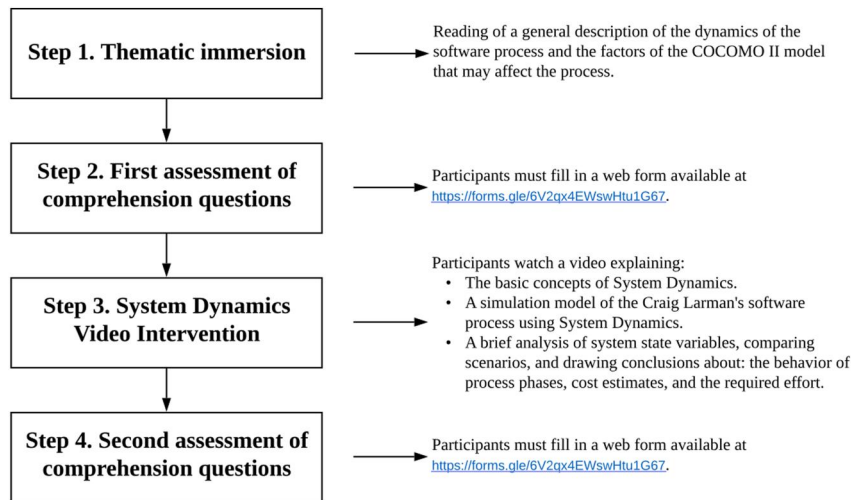 Step 1. Thematic immersion
Reading of a general description of the dynamics of the
software process and the factors of the COCOMO II model
that may affect the process.
Step 2. First assessment of
comprehension questions
Participants must fill in a web form available at
https://forms.gle/6V2qx4EWswHtu1G67.
Step 3. System Dynamics
Video Intervention
Participants watch a video explaining:
• The basic concepts of System Dynamics.
• A simulation model of the Craig Larman's software
process using System Dynamics.
• A brief analysis of system state variables, comparing
scenarios, and drawing conclusions about: the behavior of
process phases, cost estimates, and the required effort.
Step 4. Second assessment of
comprehension questions
Participants must fill in a web form available at
https://forms.gle/6V2qx4EWswHtu1G67.